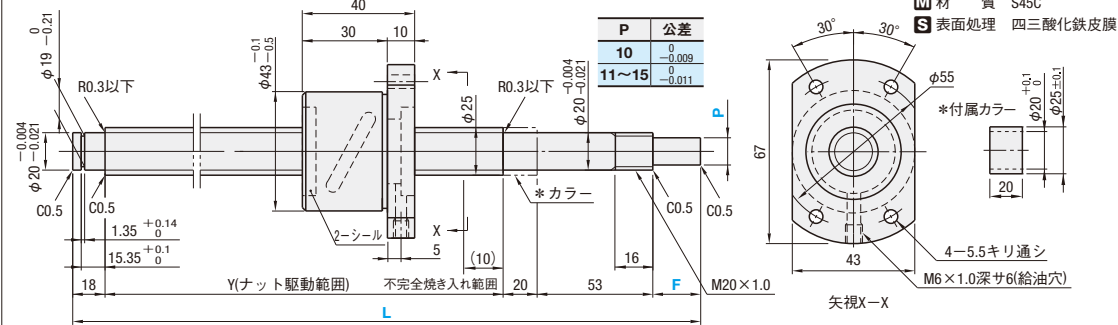 40
30
10
M 材 質 S45C
S 表面処理 四三酸化鉄皮膜
P 公差
10 0 -0.009
11～15 0 -0.011
φ19 0 -0.21
φ43 -0.1 -0.5
R0.3以下
X
φ25
R0.3以下
φ20 -0.004 -0.021
P
30°
30°
φ55
*付属カラー
φ20 +0.1 0
φ25±0.1
φ20 -0.004 -0.021
67
20
*カラー
C0.5
C0.5
C0.5
C0.5
1.35 +0.14 0
2-シール
X
15.35 +0.1 0
5
(10)
16
4-5.5キリ通シ
43
M6×1.0深サ6(給油穴)
18
Y(ナット駆動範囲)
不完全焼き入れ範囲
20
53
F
M20×1.0
矢視X-X
L